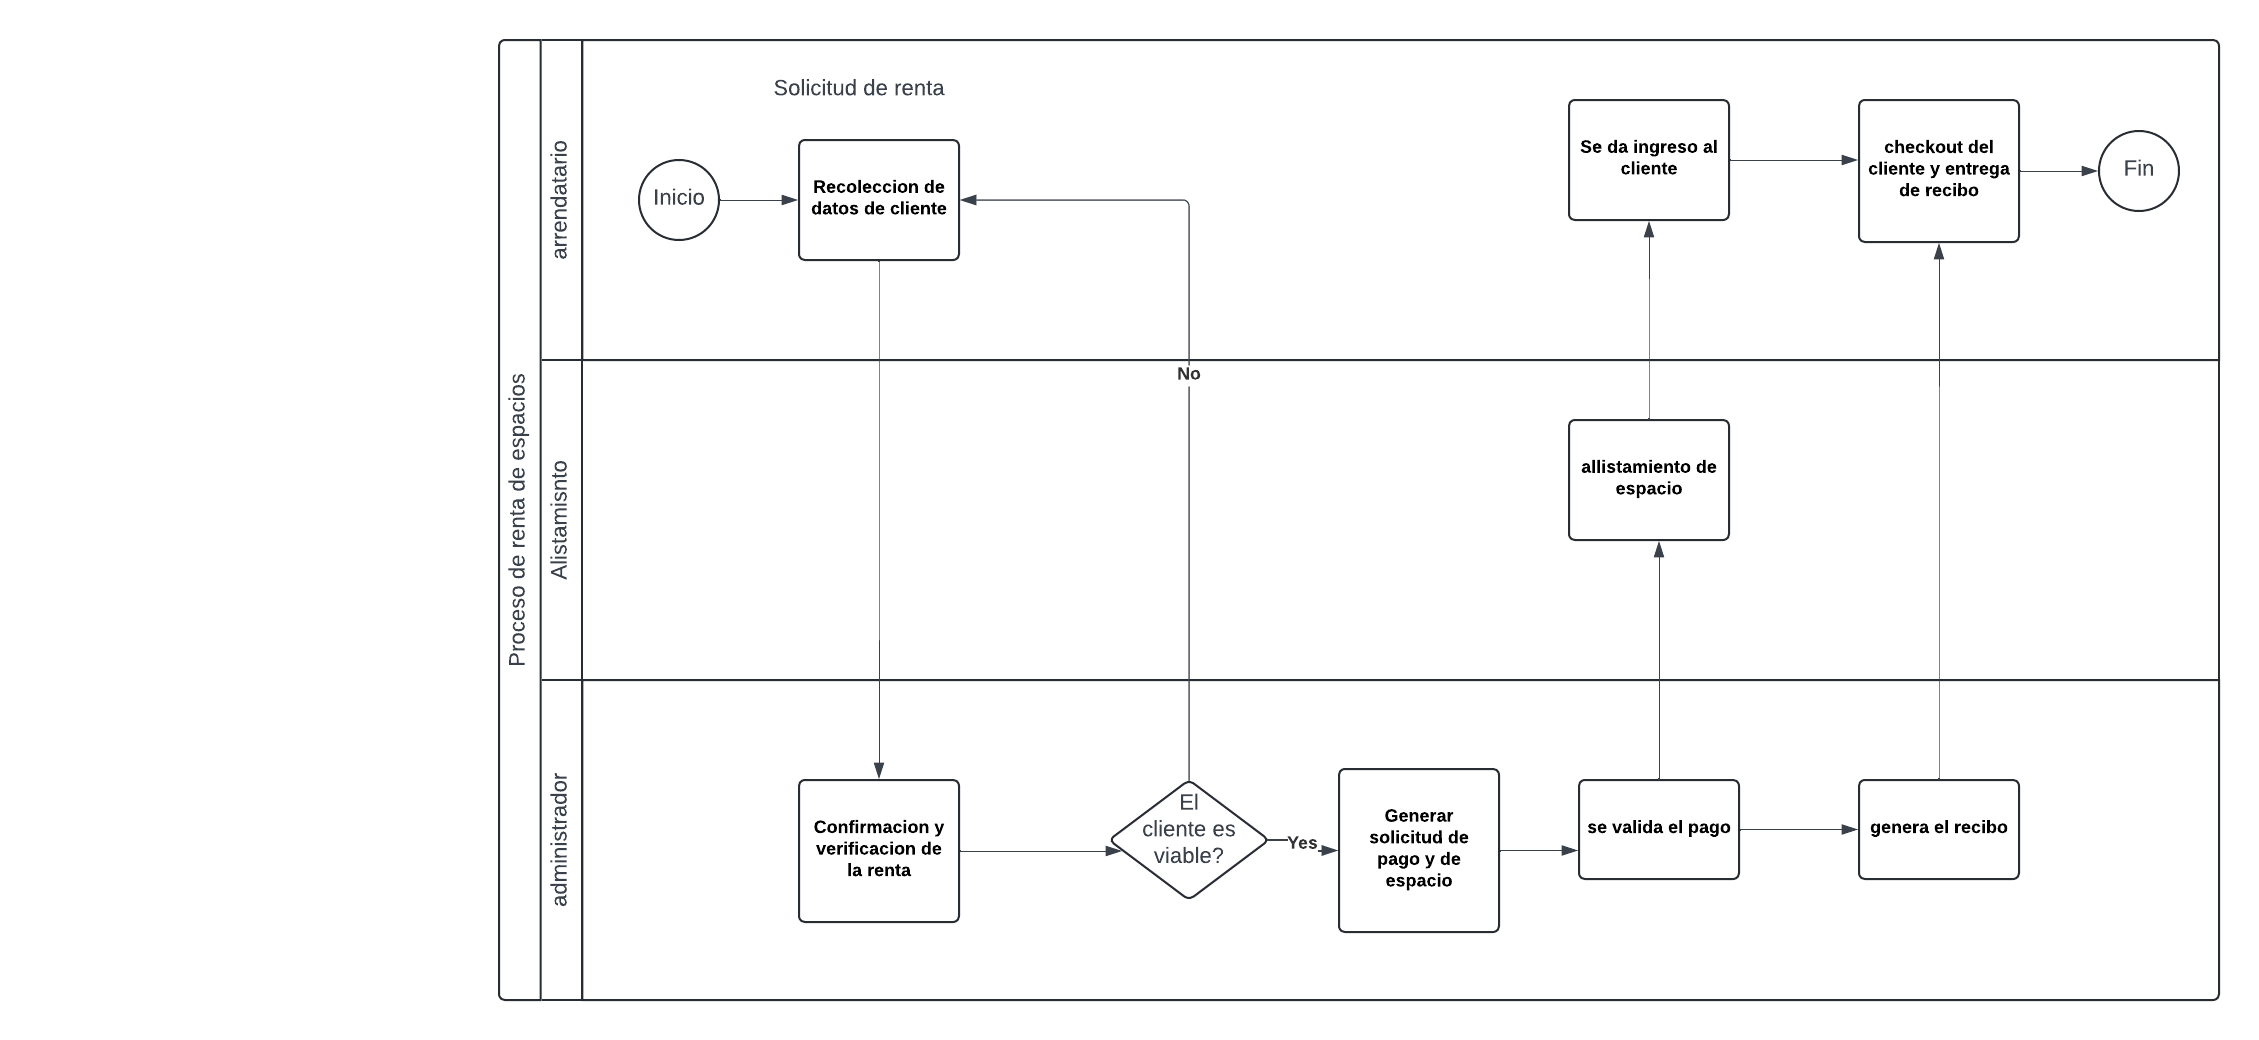 Proceso de renta de espacios
arrendatario
Solicitud de renta
Inicio
Recoleccion de
datos de cliente
Se da ingreso al
cliente
checkout del
cliente y entrega
de recibo
Fin
No
Alistamisnto
allistamiento de
espacio
administrador
Confirmacion y
verificacion de
la renta
El
cliente es
viable?
Yes
Generar
solicitud de
pago y de
espacio
se valida el pago
genera el recibo